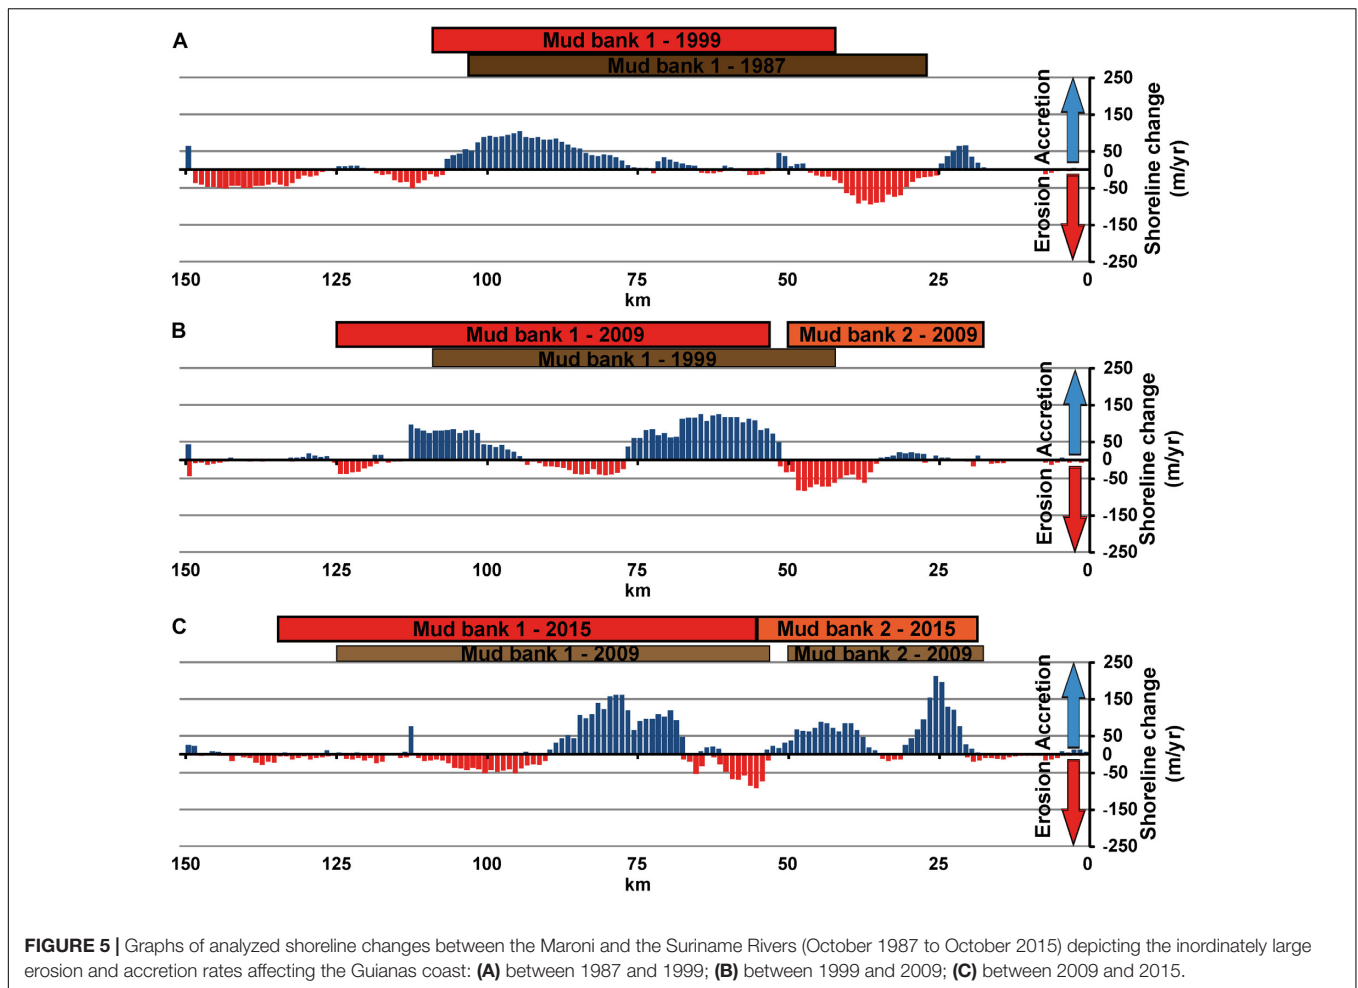 A
Mud bank 1 - 1999
Mud bank 1 - 1987
250
150
50
0
-50
-150
-250
Accretion
Erosion
Shoreline change
(m/yr)
150 125 100 75 50 25 0
km
B
Mud bank 1 - 2009
Mud bank 2 - 2009
Mud bank 1 - 1999
250
150
50
0
-50
-150
-250
Accretion
Erosion
Shoreline change
(m/yr)
150 125 100 75 50 25 0
km
C
Mud bank 1 - 2015
Mud bank 2 - 2015
Mud bank 1 - 2009
Mud bank 2 - 2009
250
150
50
0
-50
-150
-250
Accretion
Erosion
Shoreline change
(m/yr)
150 125 100 75 50 25 0
km
FIGURE 5 | Graphs of analyzed shoreline changes between the Maroni and the Suriname Rivers (October 1987 to October 2015) depicting the inordinately large
erosion and accretion rates affecting the Guianas coast: (A) between 1987 and 1999; (B) between 1999 and 2009; (C) between 2009 and 2015.